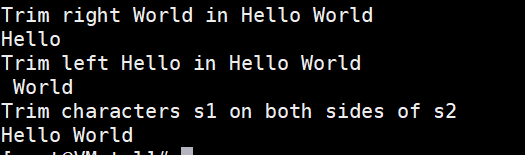 Trim right World in Hello World
Hello
Trim left Hello in Hello World
 World
Trim characters s1 on both sides of s2
Hello World